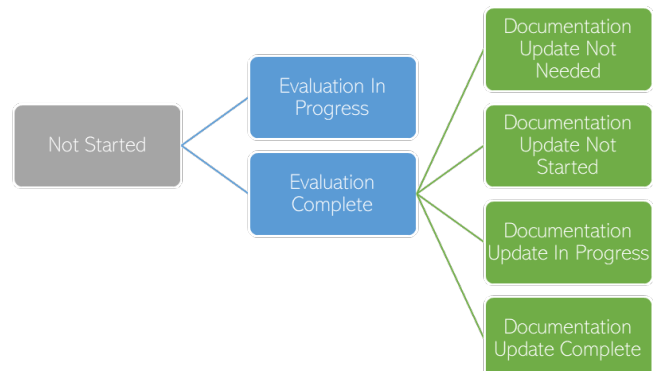 Not Started
Evaluation In
Progress
Evaluation
Complete
Documentation
Update Not
Needed
Documentation
Update Not
Started
Documentation
Update In Progress
Documentation
Update Complete